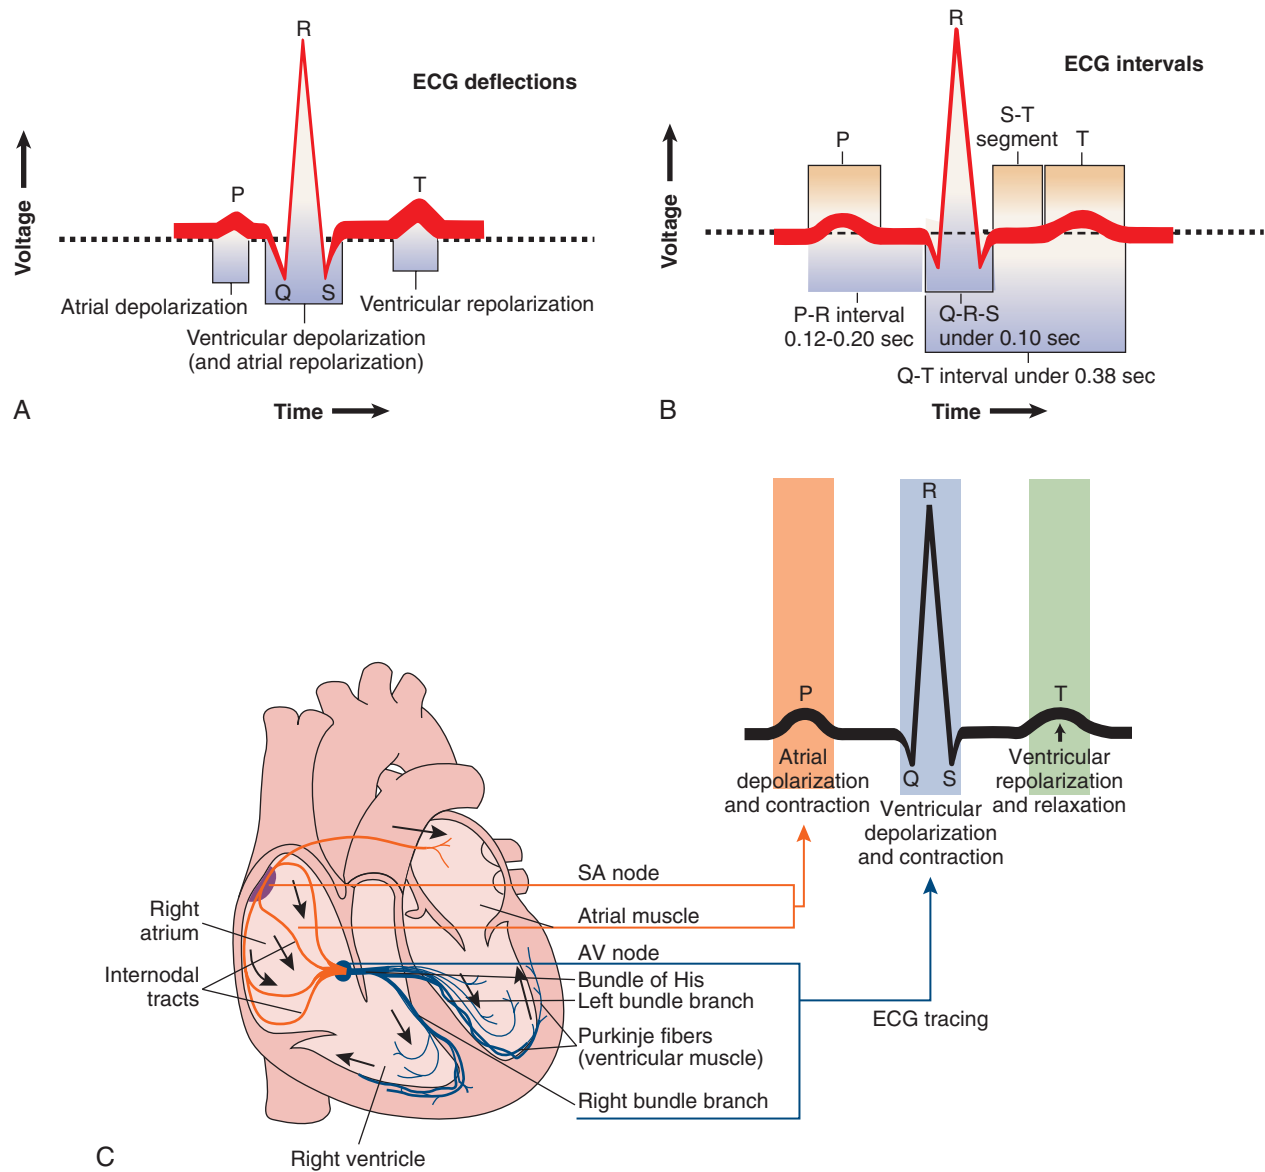 R
ECG deflections
Voltage
P
T
Q
S
Atrial depolarization
Ventricular repolarization
Ventricular depolarization
(and atrial repolarization)
A
Time
R
ECG intervals
S-T
segment
P
T
Voltage
P-R interval
0.12-0.20 sec
Q-R-S
under 0.10 sec
Q-T interval under 0.38 sec
B
Time
R
P
T
Q
S
Atrial
depolarization
and contraction
Ventricular
depolarization
and contraction
Ventricular
repolarization
and relaxation
SA node
Atrial muscle
AV node
Bundle of His
Left bundle branch
Purkinje fibers
(ventricular muscle)
Right bundle branch
ECG tracing
Right
atrium
Internodal
tracts
Right ventricle
C